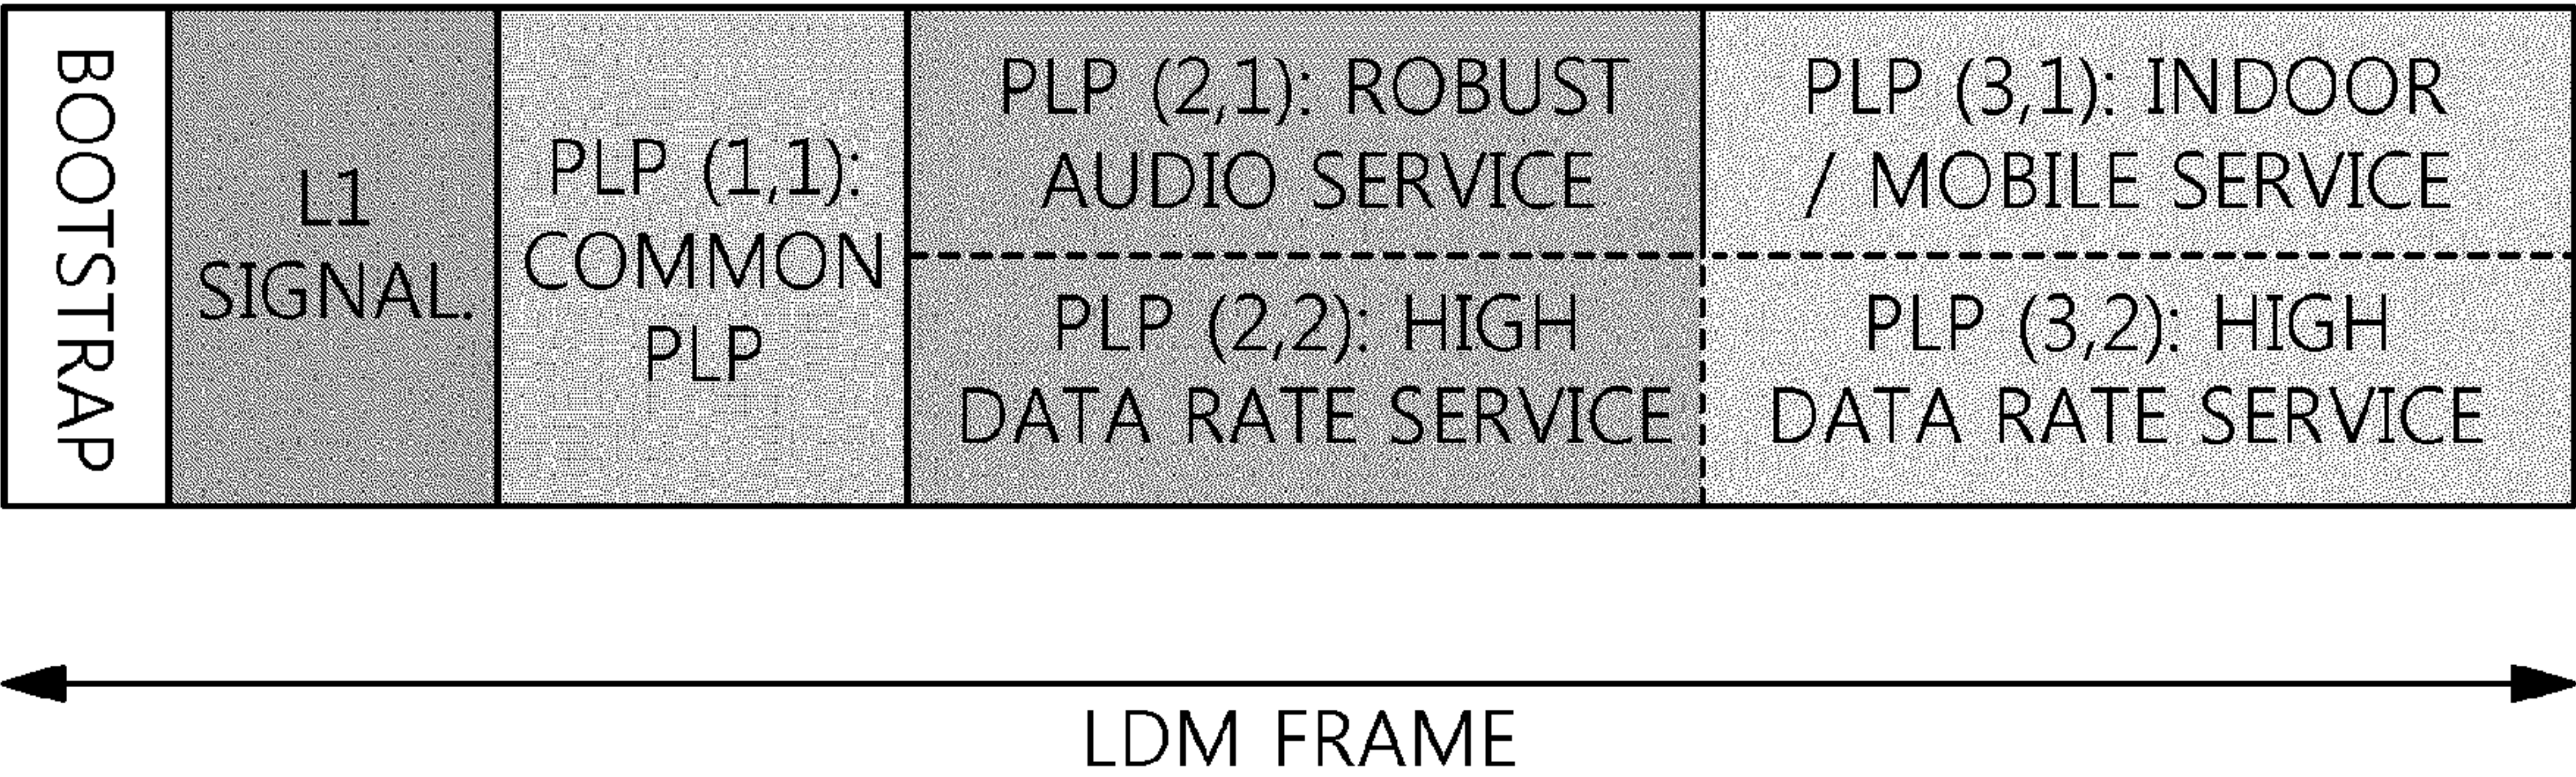 BOOTSTRAP
L1
SIGNAL.
PLP (1,1):
COMMON
PLP
PLP (2,1): ROBUST
AUDIO SERVICE
PLP (2,2): HIGH
DATA RATE SERVICE
PLP (3,1): INDOOR
/ MOBILE SERVICE
PLP (3,2): HIGH
DATA RATE SERVICE
LDM FRAME